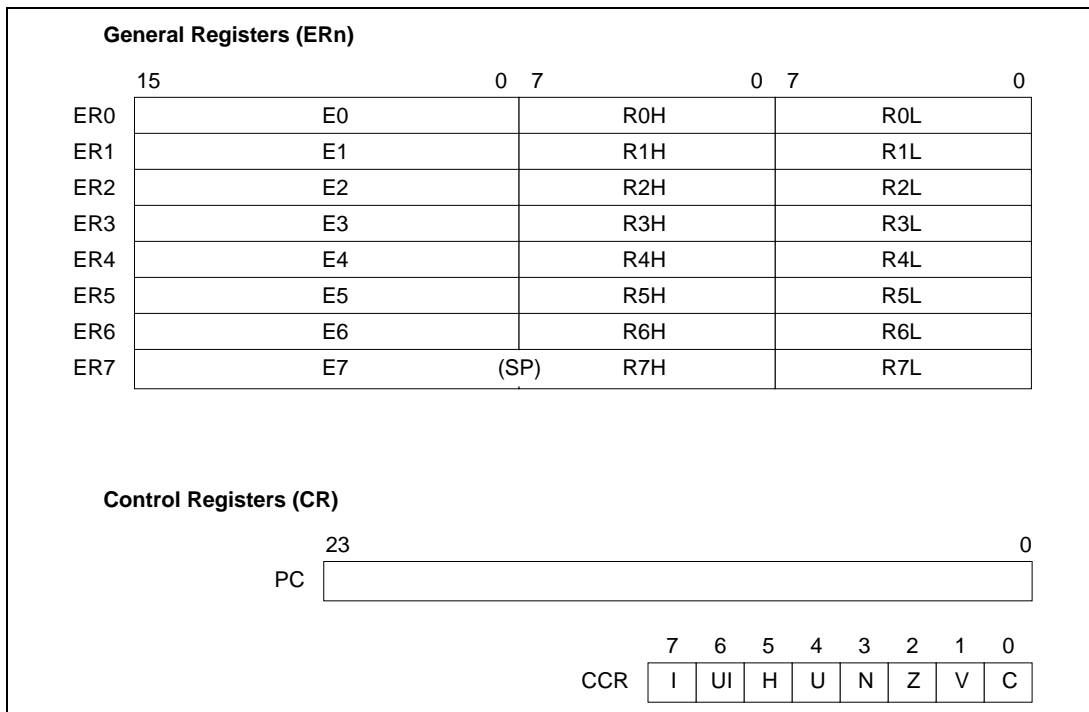 General Registers (ERn)
15 0 7 0 7 0
ER0 E0 R0H R0L
ER1 E1 R1H R1L
ER2 E2 R2H R2L
ER3 E3 R3H R3L
ER4 E4 R4H R4L
ER5 E5 R5H R5L
ER6 E6 R6H R6L
ER7 E7 (SP) R7H R7L
Control Registers (CR)
23 0
PC
7 6 5 4 3 2 1 0
CCR I UI H U N Z V C